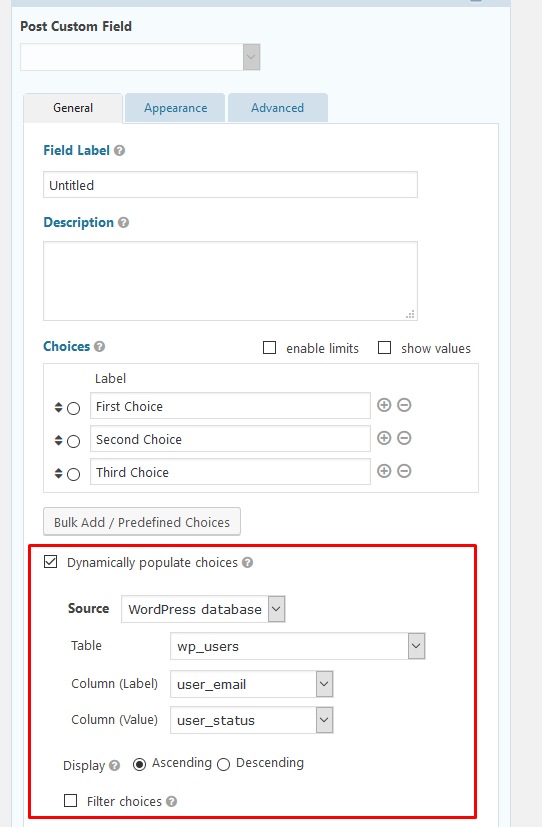 Post Custom Field
General Appearance Advanced
Field Label ?
Untitled
Description ?
Choices ? enable limits show values
Label
First Choice
Second Choice
Third Choice
Bulk Add / Predefined Choices
Dynamically populate choices ?
Source WordPress database
Table wp_users
Column (Label) user_email
Column (Value) user_status
Display ? Ascending Descending
Filter choices ?